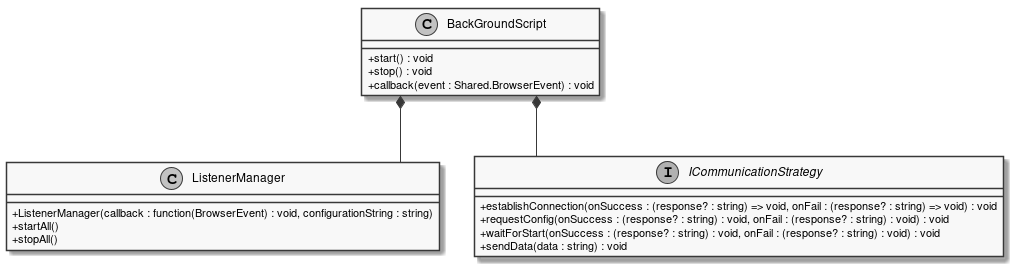 C BackGroundScript
+start() : void
+stop() : void
+callback(event : Shared.BrowserEvent) : void
C ListenerManager
+ListenerManager(callback : function(BrowserEvent) : void, configurationString : string)
+startAll()
+stopAll()
I ICommunicationStrategy
+establishConnection(onSuccess : (response? : string) => void, onFail : (response? : string) => void) : void
+requestConfig(onSuccess : (response? : string) : void, onFail : (response? : string) : void) : void
+waitForStart(onSuccess : (response? : string) : void, onFail : (response? : string) : void) : void
+sendData(data : string) : void